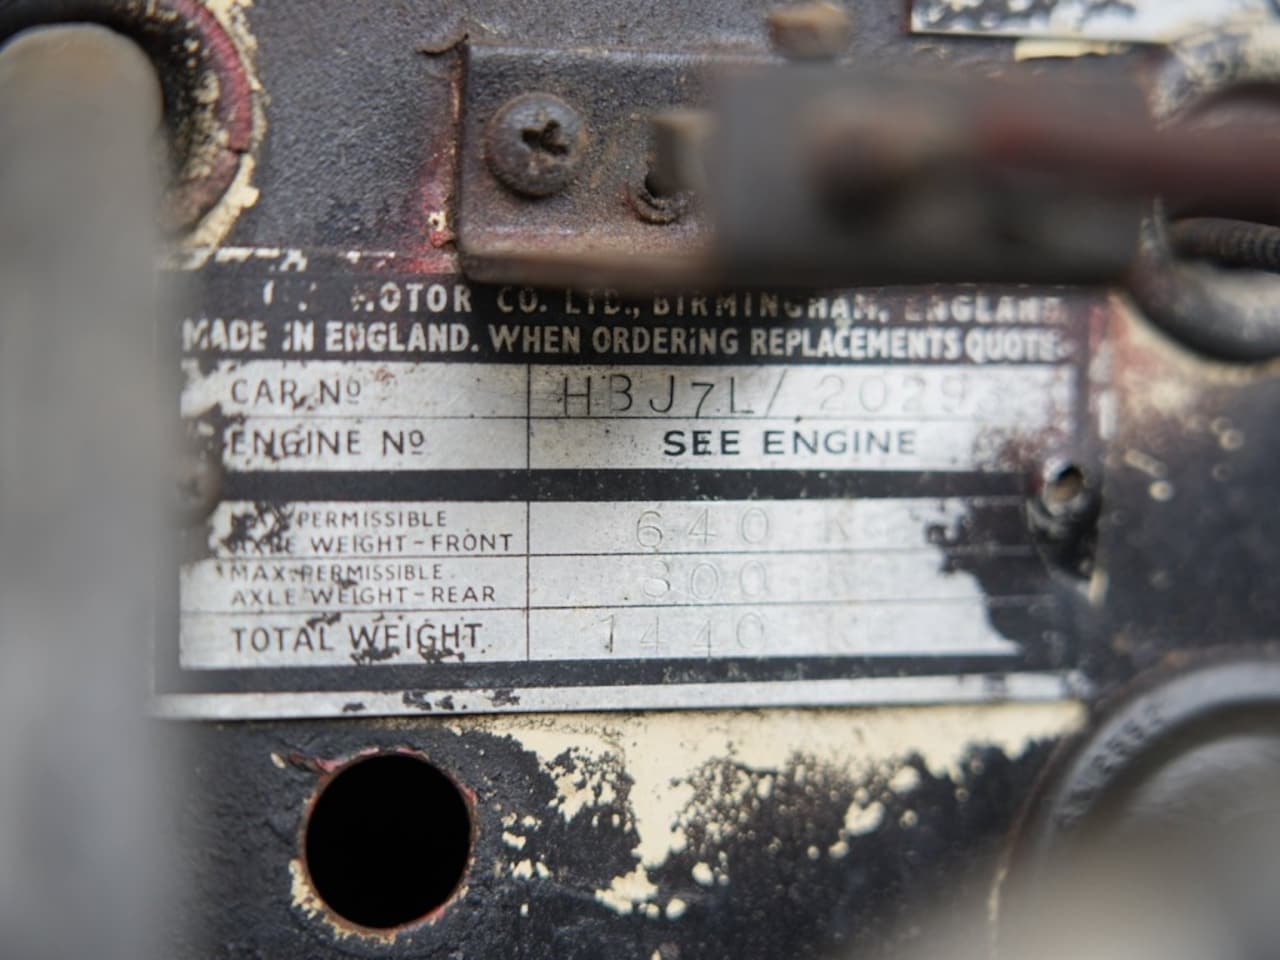 MOTOR CO. LTD., BIRMINGHAM, ENGLAND
MADE IN ENGLAND. WHEN ORDERING REPLACEMENTS QUOTE
CAR Nº HBJ7L/
ENGINE Nº SEE ENGINE
MAX PERMISSIBLE
AXLE WEIGHT-FRONT 640 K
MAX. PERMISSIBLE
AXLE WEIGHT-REAR 800
TOTAL WEIGHT. 1440 K